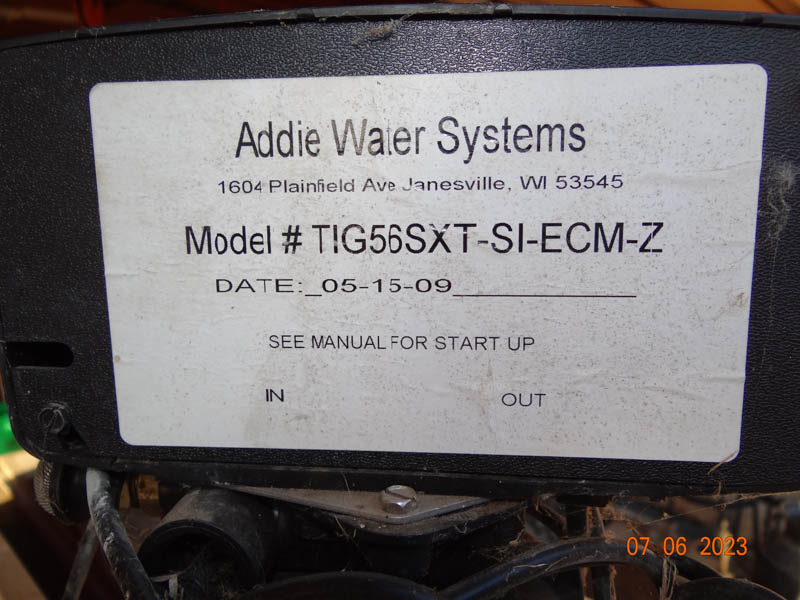 Addie Water Systems
1604 Plainfield Ave Janesville, WI 53545
Model # TIG56SXT-SI-ECM-Z
DATE:_05-15-09_______________
SEE MANUAL FOR START UP
IN OUT
07 06 2023